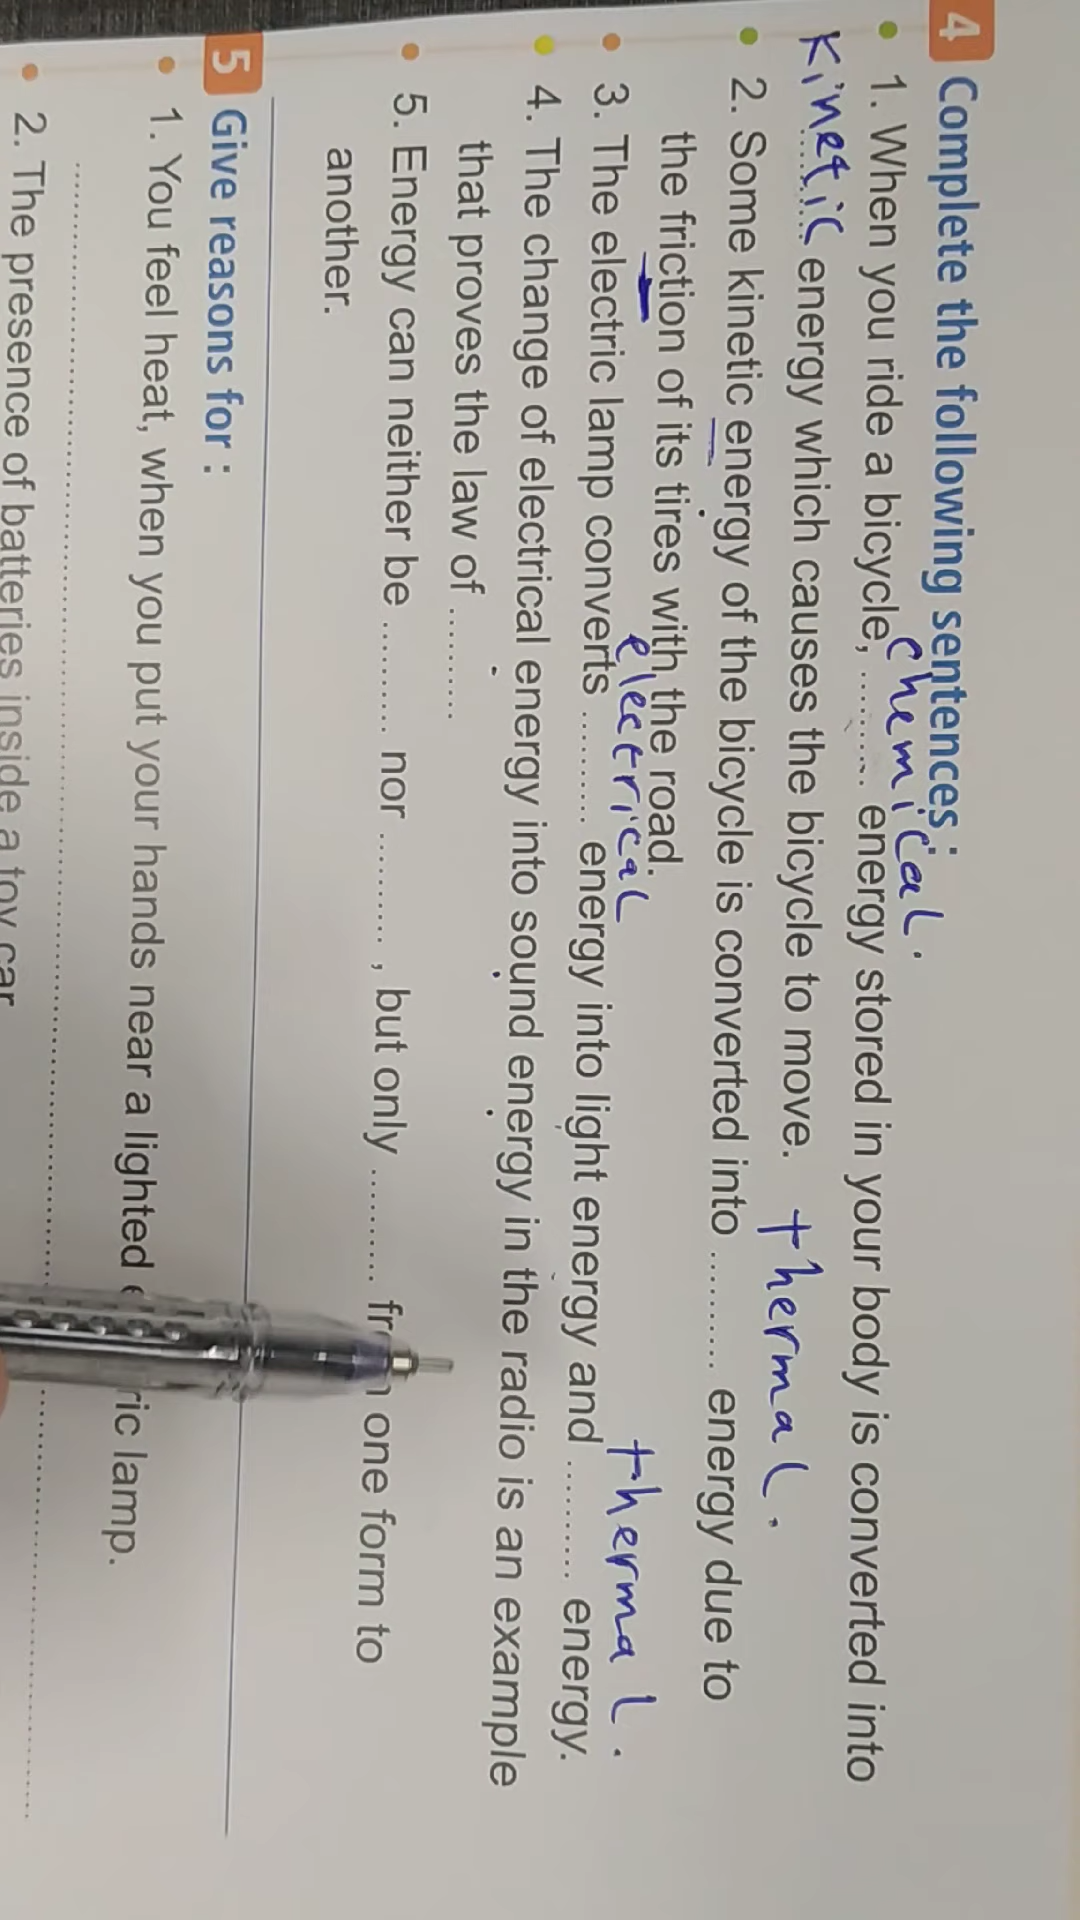 4 Complete the following sentences :
chemical.
1. When you ride a bicycle, ......... energy stored in your body is converted into
kinetic energy which causes the bicycle to move.
thermal.
2. Some kinetic energy of the bicycle is converted into ......... energy due to
the friction of its tires with the road.
electrical thermal.
3. The electric lamp converts ......... energy into light energy and ......... energy.
4. The change of electrical energy into sound energy in the radio is an example
that proves the law of .........
5. Energy can neither be ......... nor ......... , but only ......... from one form to
another.
5 Give reasons for :
1. You feel heat, when you put your hands near a lighted ric lamp.
2. The presence of batteries inside a toy car